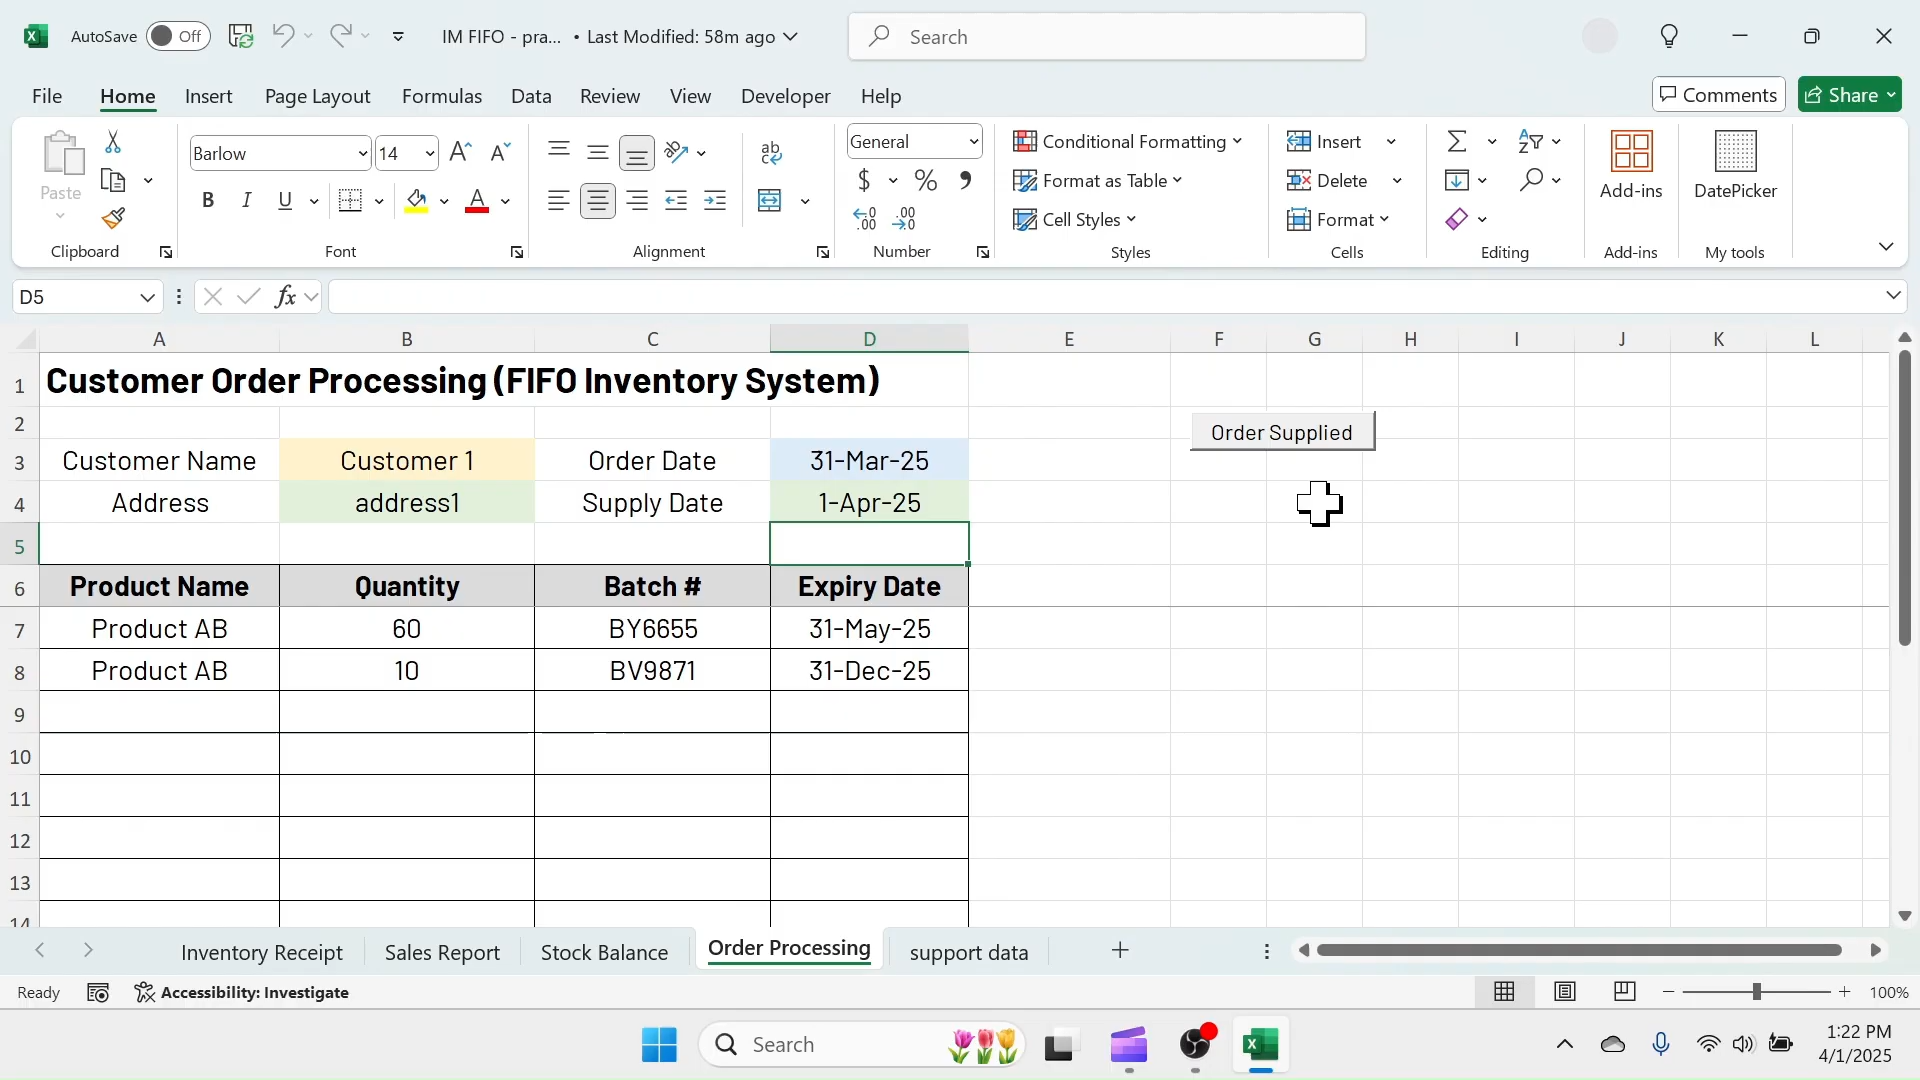 AutoSave Off IM FIFO - pra... • Last Modified: 58m ago Search
File Home Insert Page Layout Formulas Data Review View Developer Help Comments Share
Paste Clipboard
Barlow 14
B I U A Font
ab
Alignment
General
$ % 9
.00
Number
Conditional Formatting
Format as Table
Cell Styles
Styles
Insert
Delete
Format
Cells
Editing
Add-ins
Add-ins
DatePicker
My tools
D5 fx
A B C D E F G H I J K L
1 Customer Order Processing (FIFO Inventory System)
2 Order Supplied
3 Customer Name Customer 1 Order Date 31-Mar-25
4 Address address1 Supply Date 1-Apr-25
5
6 Product Name Quantity Batch # Expiry Date
7 Product AB 60 BY6655 31-May-25
8 Product AB 10 BV9871 31-Dec-25
9
10
11
12
13
14
Inventory Receipt Sales Report Stock Balance Order Processing support data
Ready Accessibility: Investigate 100%
Search 1:22 PM
4/1/2025